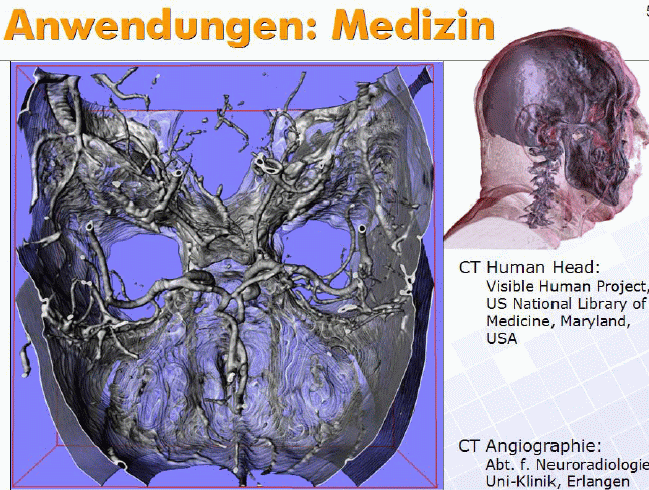 Anwendungen: Medizin
CT Human Head:
Visible Human Project,
US National Library of
Medicine, Maryland,
USA
CT Angiographie:
Abt. f. Neuroradiologie
Uni-Klinik, Erlangen